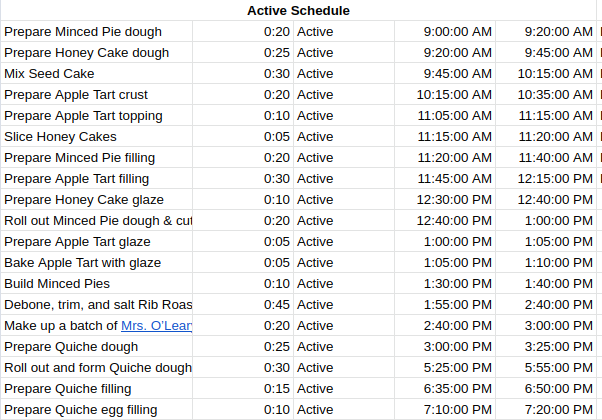 Active Schedule
Prepare Minced Pie dough 0:20 Active 9:00:00 AM 9:20:00 AM
Prepare Honey Cake dough 0:25 Active 9:20:00 AM 9:45:00 AM
Mix Seed Cake 0:30 Active 9:45:00 AM 10:15:00 AM
Prepare Apple Tart crust 0:20 Active 10:15:00 AM 10:35:00 AM
Prepare Apple Tart topping 0:10 Active 11:05:00 AM 11:15:00 AM
Slice Honey Cakes 0:05 Active 11:15:00 AM 11:20:00 AM
Prepare Minced Pie filling 0:20 Active 11:20:00 AM 11:40:00 AM
Prepare Apple Tart filling 0:30 Active 11:45:00 AM 12:15:00 PM
Prepare Honey Cake glaze 0:10 Active 12:30:00 PM 12:40:00 PM
Roll out Minced Pie dough & cut 0:20 Active 12:40:00 PM 1:00:00 PM
Prepare Apple Tart glaze 0:05 Active 1:00:00 PM 1:05:00 PM
Bake Apple Tart with glaze 0:05 Active 1:05:00 PM 1:10:00 PM
Build Minced Pies 0:10 Active 1:30:00 PM 1:40:00 PM
Debone, trim, and salt Rib Roas 0:45 Active 1:55:00 PM 2:40:00 PM
Make up a batch of Mrs. O'Lear 0:20 Active 2:40:00 PM 3:00:00 PM
Prepare Quiche dough 0:25 Active 3:00:00 PM 3:25:00 PM
Roll out and form Quiche dough 0:30 Active 5:25:00 PM 5:55:00 PM
Prepare Quiche filling 0:15 Active 6:35:00 PM 6:50:00 PM
Prepare Quiche egg filling 0:10 Active 7:10:00 PM 7:20:00 PM